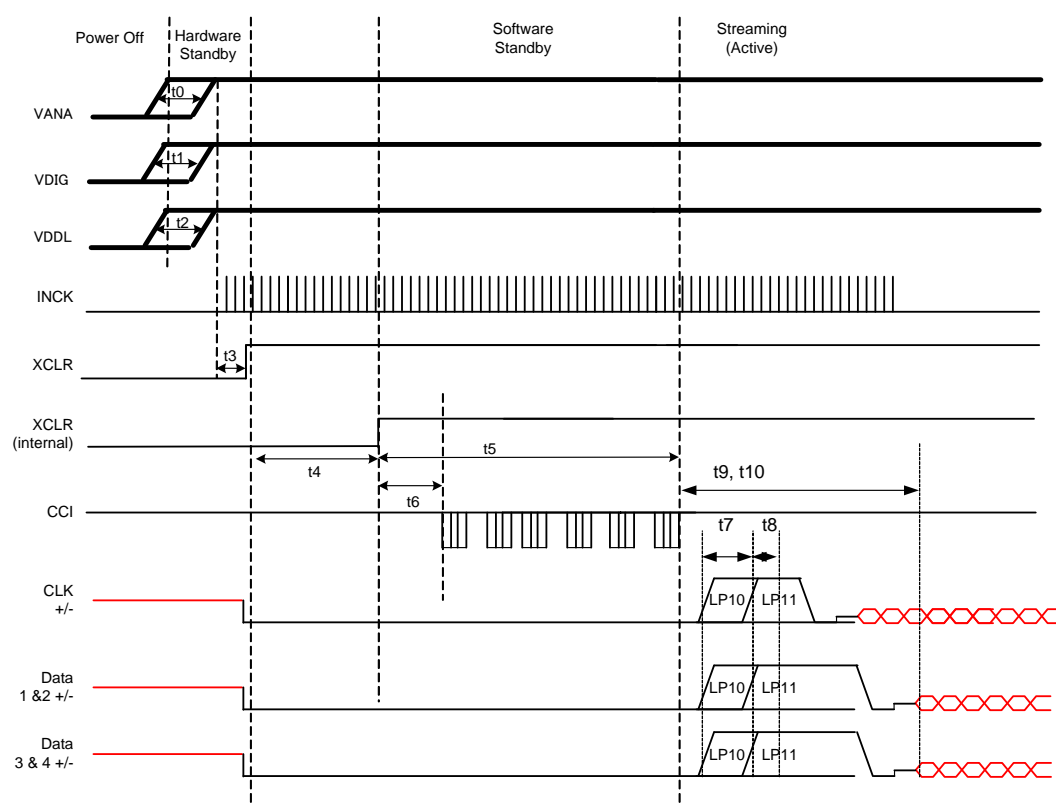 Power Off
Hardware
Standby
Software
Standby
Streaming
(Active)
t0
VANA
t1
VDIG
t2
VDDL
INCK
t3
XCLR
XCLR
(internal)
t4
t5
t6
t9, t10
CCI
t7
t8
CLK
+/-
LP10
LP11
Data
1 &2 +/-
LP10
LP11
Data
3 & 4 +/-
LP10
LP11